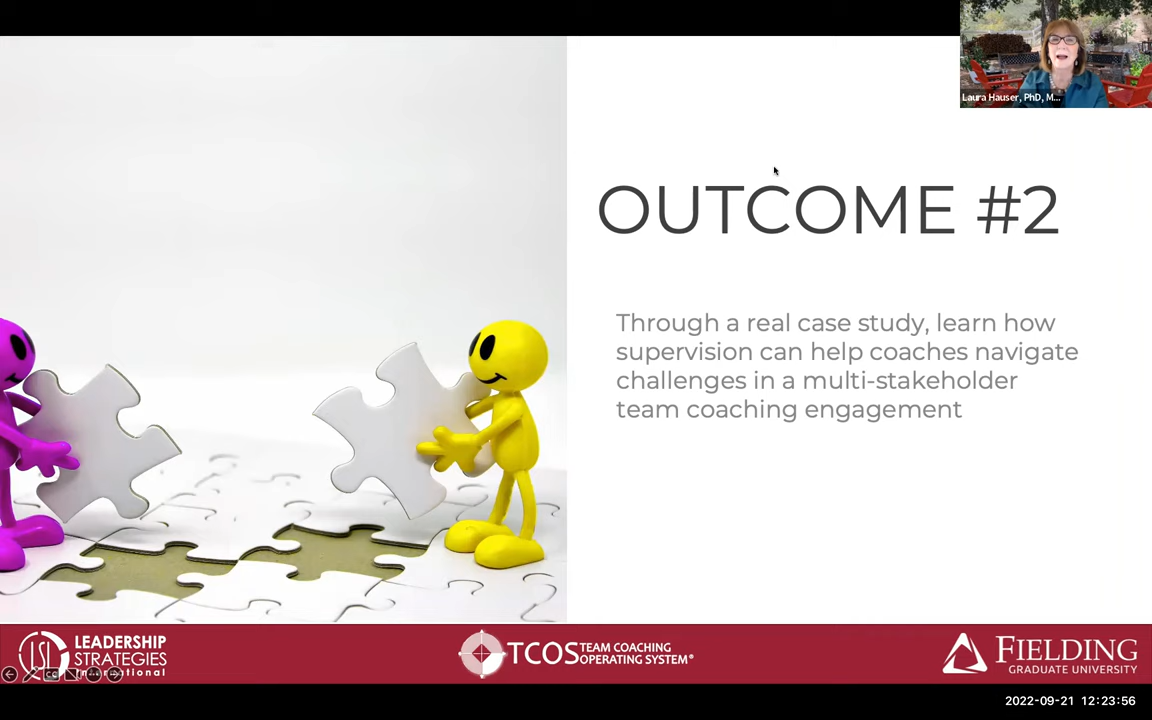 Laura Hauser, PhD, M...
OUTCOME #2
Through a real case study, learn how
supervision can help coaches navigate
challenges in a multi-stakeholder
team coaching engagement
LSI
LEADERSHIP
STRATEGIES
International
TCOS TEAM COACHING
OPERATING SYSTEM®
FIELDING
GRADUATE UNIVERSITY
2022-09-21 12:23:56